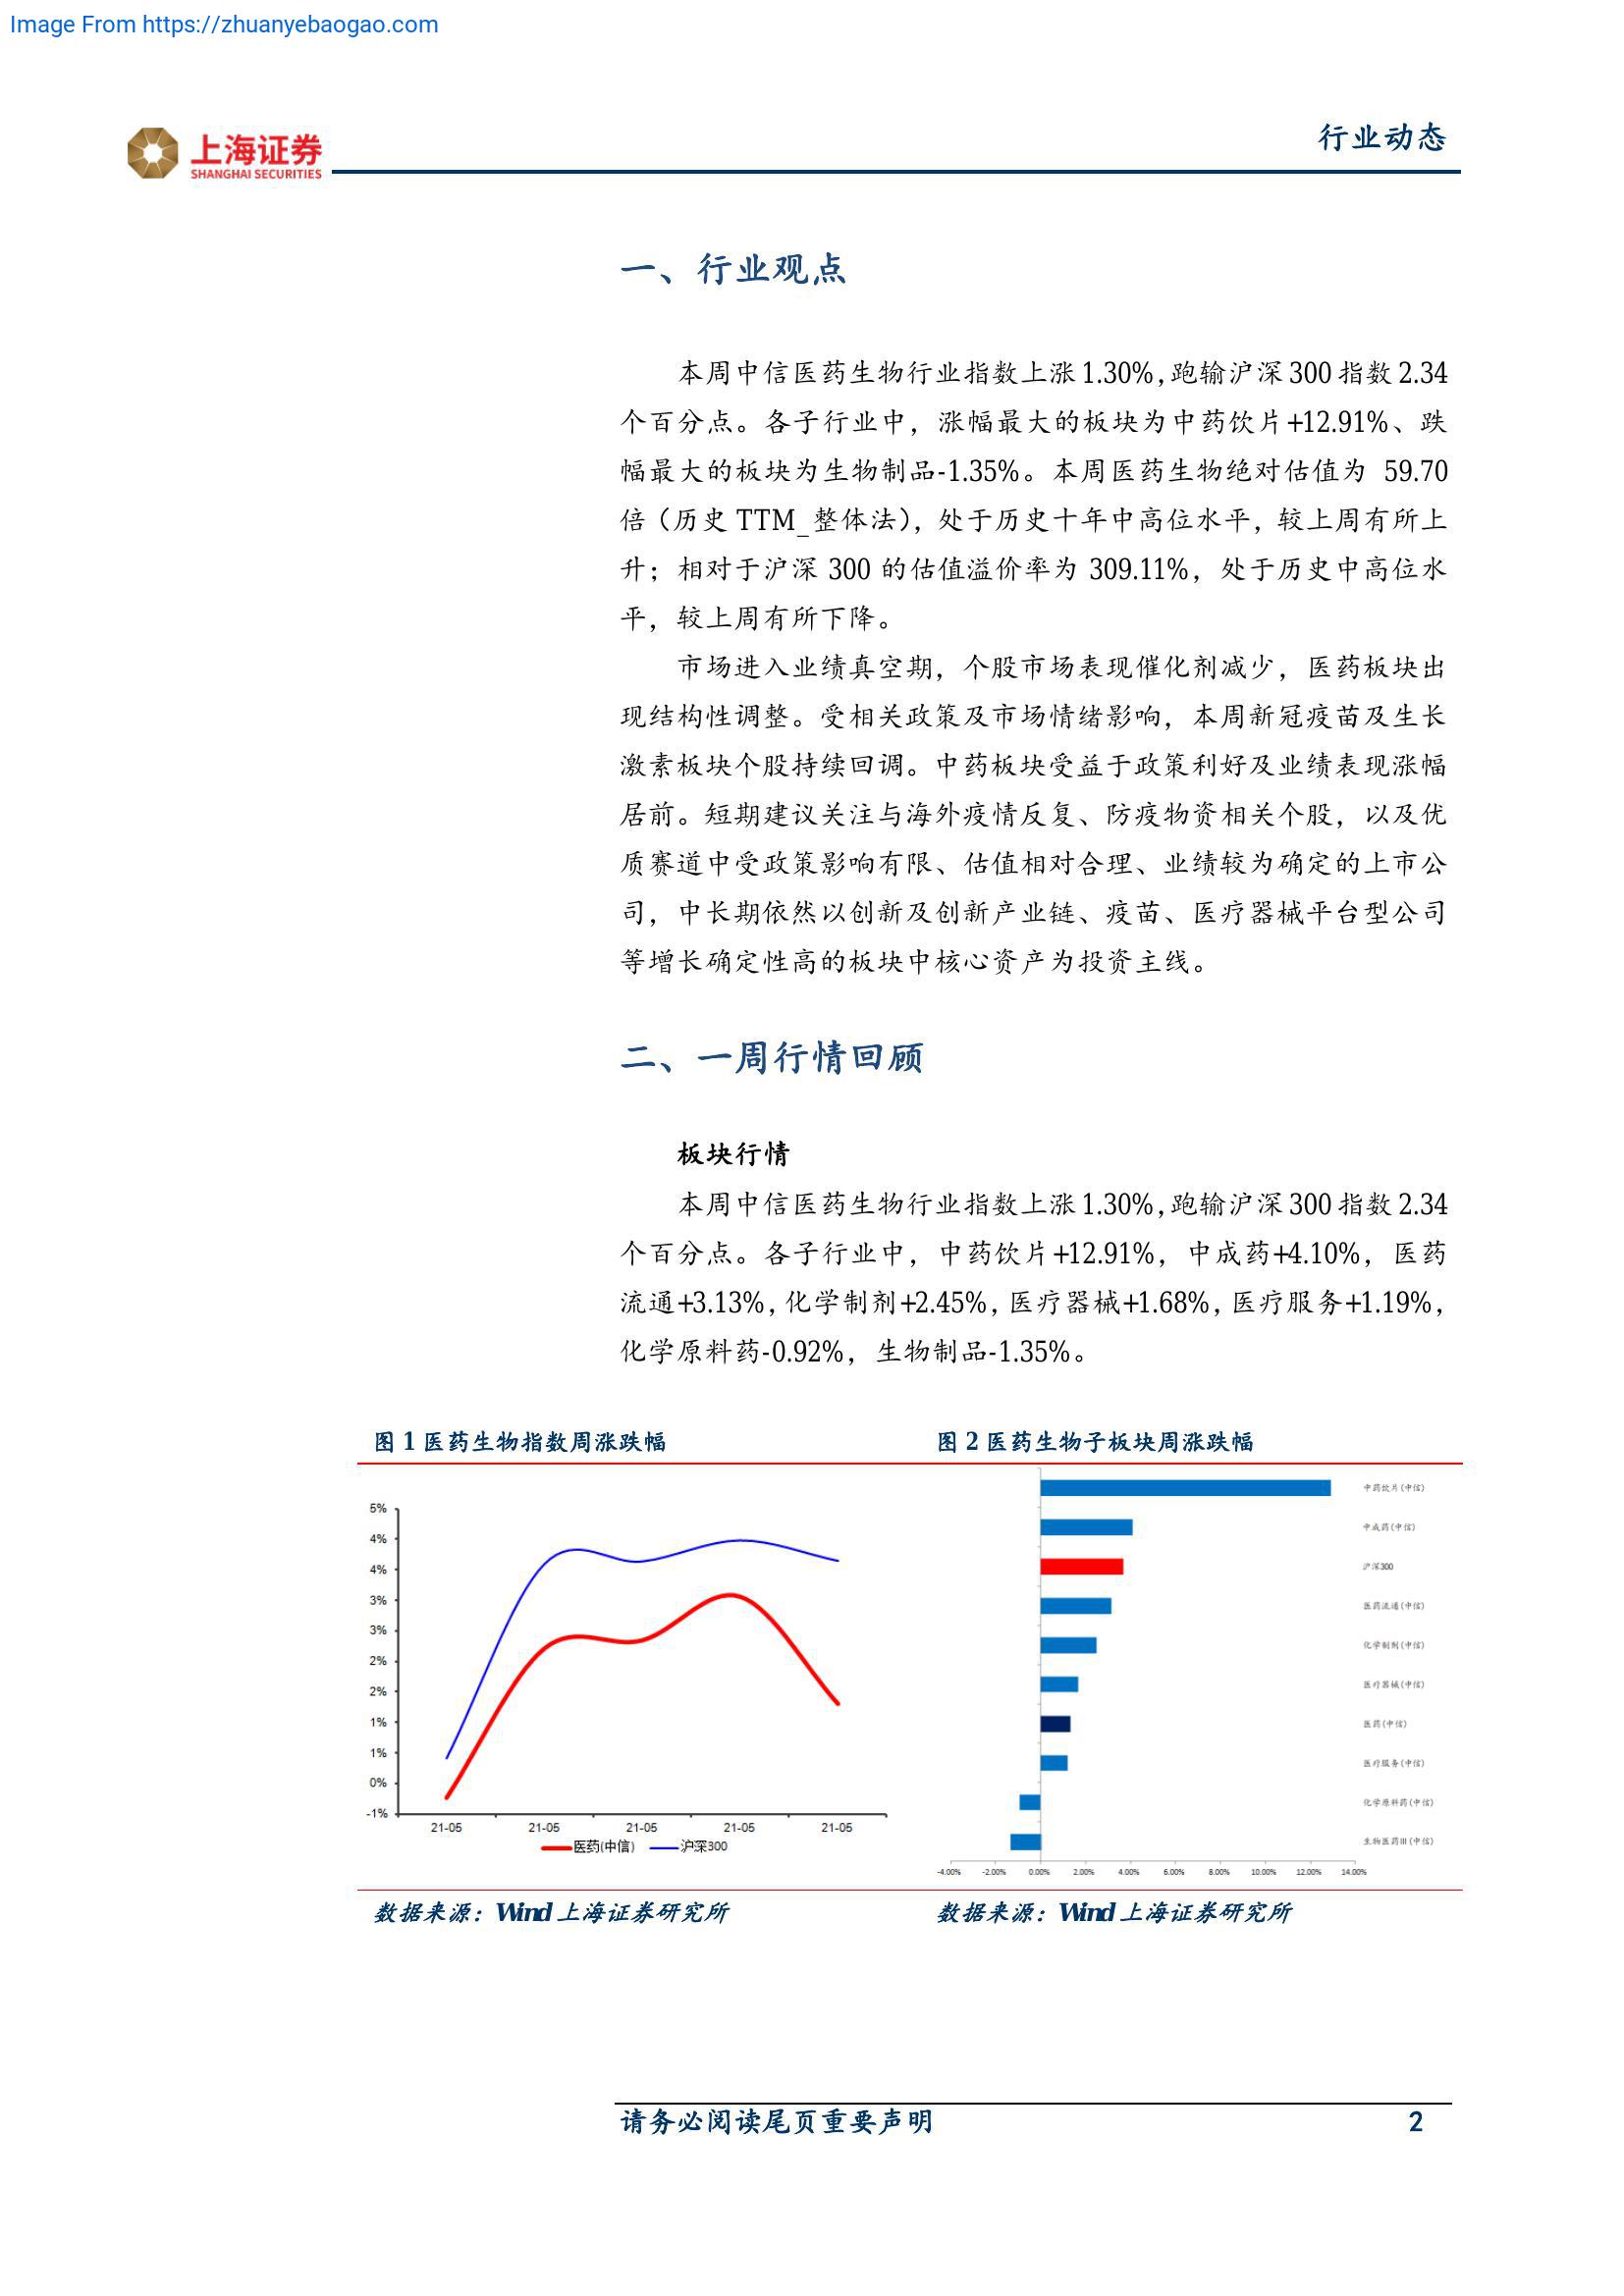 Image From https://zhuanyebaogao.com
上海证券
SHANGHAI SECURITIES
行业动态
一、行业观点
本周中信医药生物行业指数上涨1.30%,跑输沪深300指数2.34
个百分点。各子行业中，涨幅最大的板块为中药饮片+12.91%、跌
幅最大的板块为生物制品-1.35%。本周医药生物绝对估值为 59.70
倍（历史 TTM_整体法），处于历史十年中高位水平，较上周有所上
升；相对于沪深 300 的估值溢价率为 309.11%，处于历史中高位水
平，较上周有所下降。
市场进入业绩真空期，个股市场表现催化剂减少，医药板块出
现结构性调整。受相关政策及市场情绪影响，本周新冠疫苗及生长
激素板块个股持续回调。中药板块受益于政策利好及业绩表现涨幅
居前。短期建议关注与海外疫情反复、防疫物资相关个股，以及优
质赛道中受政策影响有限、估值相对合理、业绩较为确定的上市公
司，中长期依然以创新及创新产业链、疫苗、医疗器械平台型公司
等增长确定性高的板块中核心资产为投资主线。
二、一周行情回顾
板块行情
本周中信医药生物行业指数上涨1.30%,跑输沪深300指数2.34
个百分点。各子行业中，中药饮片+12.91%，中成药+4.10%，医药
流通+3.13%,化学制剂+2.45%,医疗器械+1.68%,医疗服务+1.19%,
化学原料药-0.92%，生物制品-1.35%。
图 1 医药生物指数周涨跌幅
5%
4%
4%
3%
3%
2%
2%
1%
1%
0%
-1%
21-05 21-05 21-05 21-05 21-05
医药(中信) 沪深300
图 2 医药生物子板块周涨跌幅
中药饮片(中信)
中成药(中信)
沪深300
医药流通(中信)
化学制剂(中信)
医疗器械(中信)
医药(中信)
医疗服务(中信)
化学原料药(中信)
生物医药III(中信)
-4.00% -2.00% 0.00% 2.00% 4.00% 6.00% 8.00% 10.00% 12.00% 14.00%
数据来源：Wind 上海证券研究所
数据来源：Wind 上海证券研究所
请务必阅读尾页重要声明
2